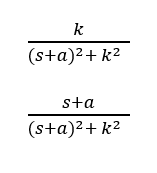 k
(s+a)²+ k²
s+a
(s+a)²+ k²